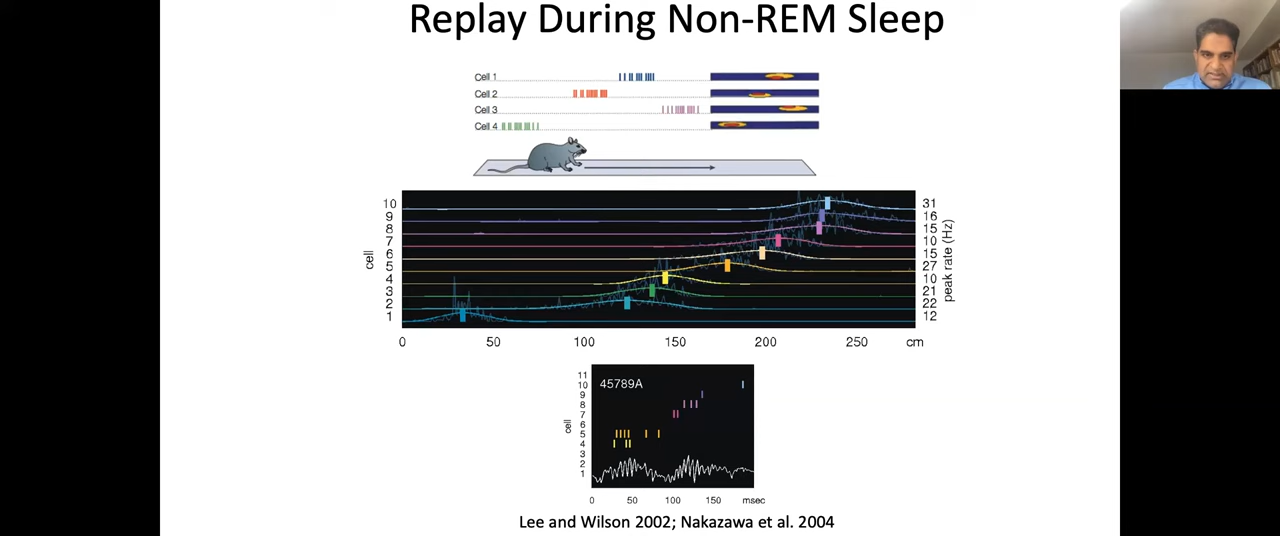 Replay During Non-REM Sleep
Cell 1
Cell 2
Cell 3
Cell 4
10 31
9 16
8 15
7 10
6 15
5 27
4 10
3 21
2 22
1 12
cell
peak rate (Hz)
0 50 100 150 200 250 cm
11
10
9
8
7
6
5
4
3
2
1
cell
45789A
0 50 100 150 msec
Lee and Wilson 2002; Nakazawa et al. 2004